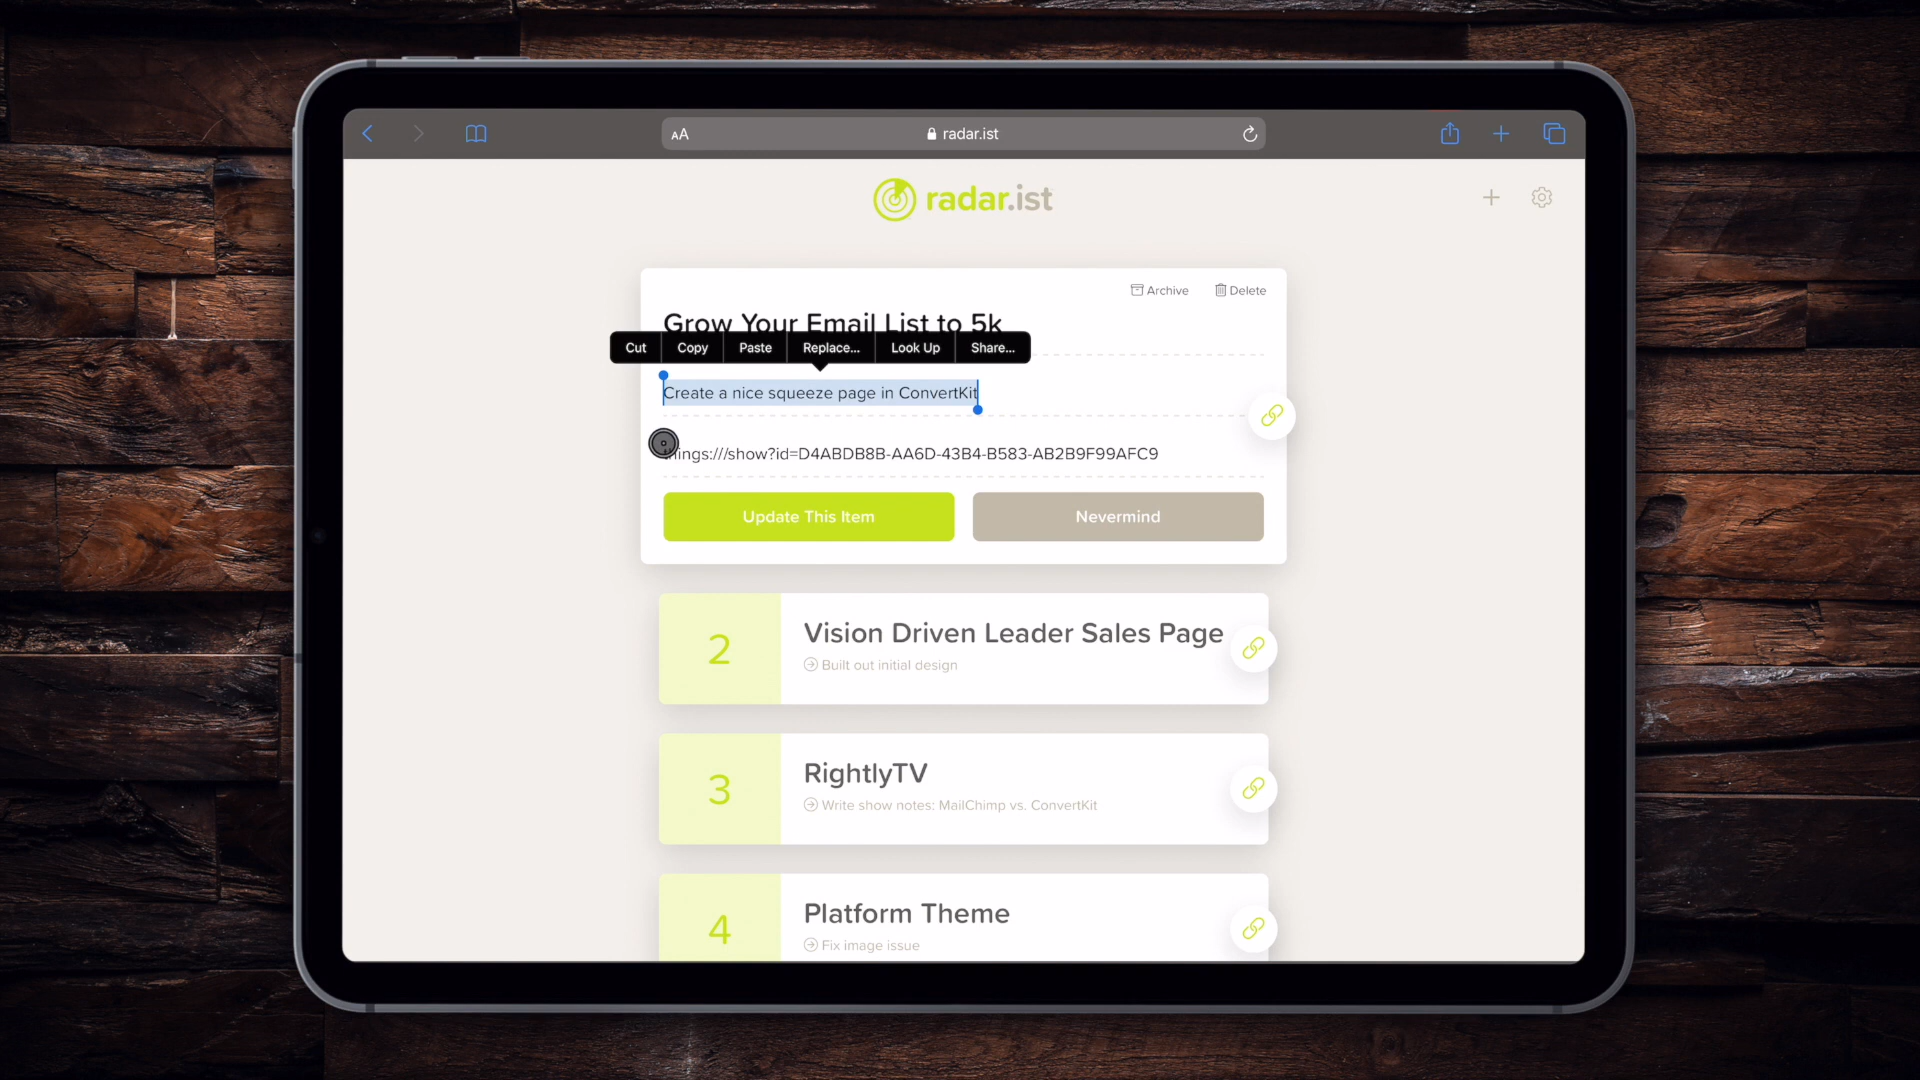 AA
radar.ist
radar.ist
Archive
Delete
Grow Your Email List to 5k
Cut
Copy
Paste
Replace...
Look Up
Share...
Create a nice squeeze page in ConvertKit
things:///show?id=D4ABDB8B-AA6D-43B4-B583-AB2B9F99AFC9
Update This Item
Nevermind
2
Vision Driven Leader Sales Page
Built out initial design
3
RightlyTV
Write show notes: MailChimp vs. ConvertKit
4
Platform Theme
Fix image issue